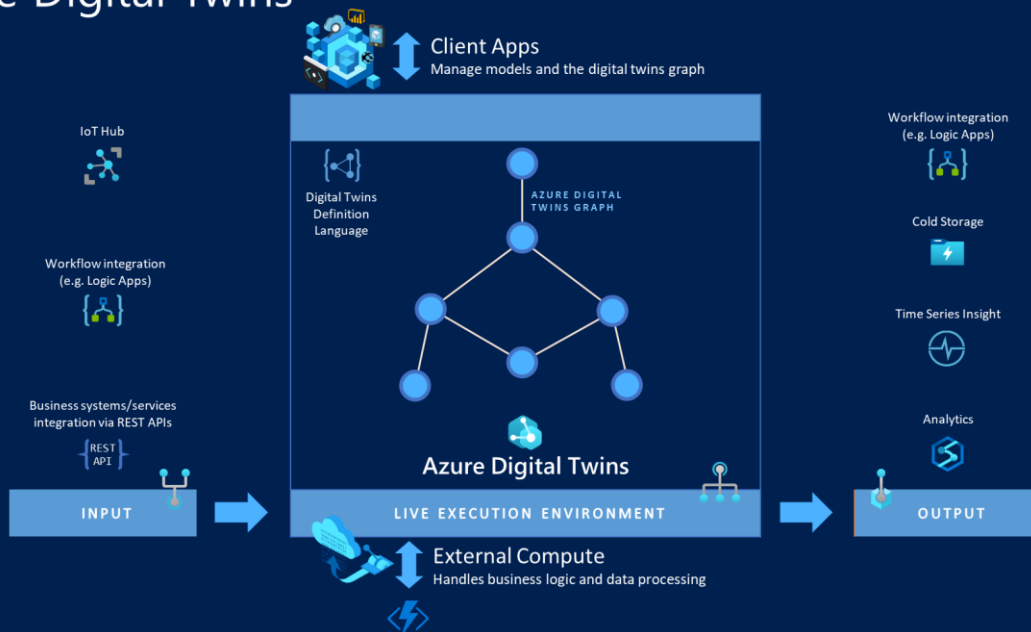 e Digital Twins
Client Apps
Manage models and the digital twins graph
IoT Hub
Workflow integration
(e.g. Logic Apps)
Business systems/services
integration via REST APIs
REST
API
INPUT
Digital Twins
Definition
Language
AZURE DIGITAL
TWINS GRAPH
Azure Digital Twins
LIVE EXECUTION ENVIRONMENT
External Compute
Handles business logic and data processing
Workflow integration
(e.g. Logic Apps)
Cold Storage
Time Series Insight
Analytics
OUTPUT